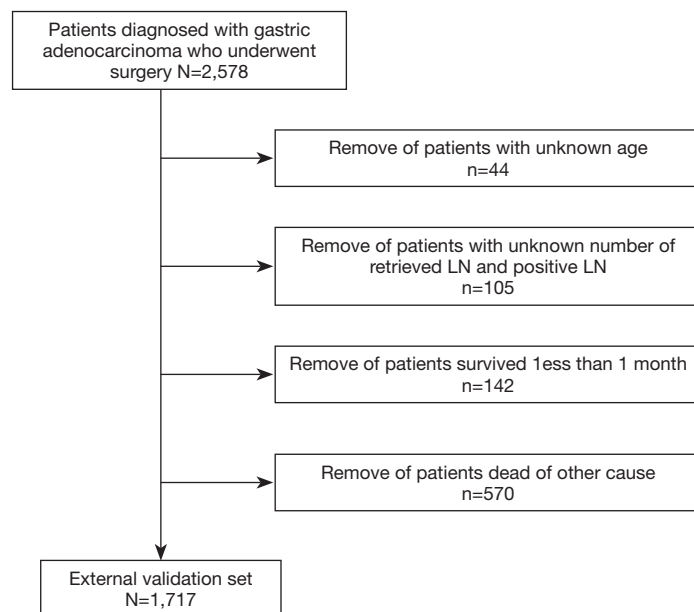 Patients diagnosed with gastric
adenocarcinoma who underwent
surgery N=2,578
Remove of patients with unknown age
n=44
Remove of patients with unknown number of
retrieved LN and positive LN
n=105
Remove of patients survived 1ess than 1 month
n=142
Remove of patients dead of other cause
n=570
External validation set
N=1,717